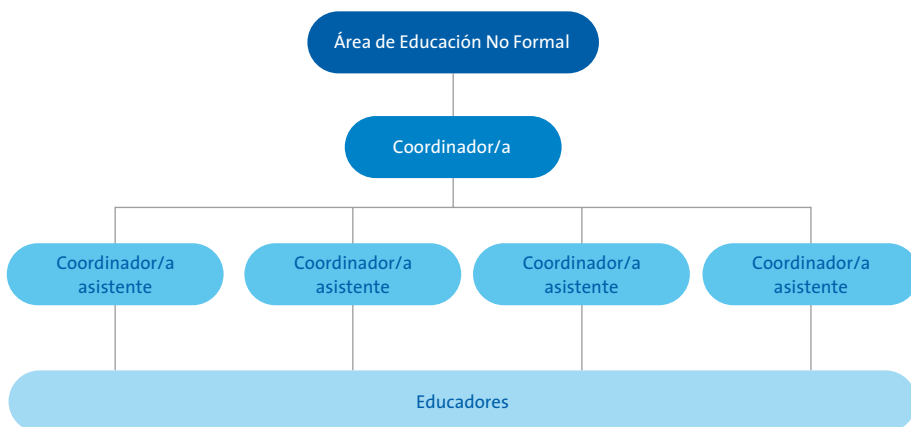 Área de Educación No Formal
Coordinador/a
Coordinador/a
asistente
Coordinador/a
asistente
Coordinador/a
asistente
Coordinador/a
asistente
Educadores